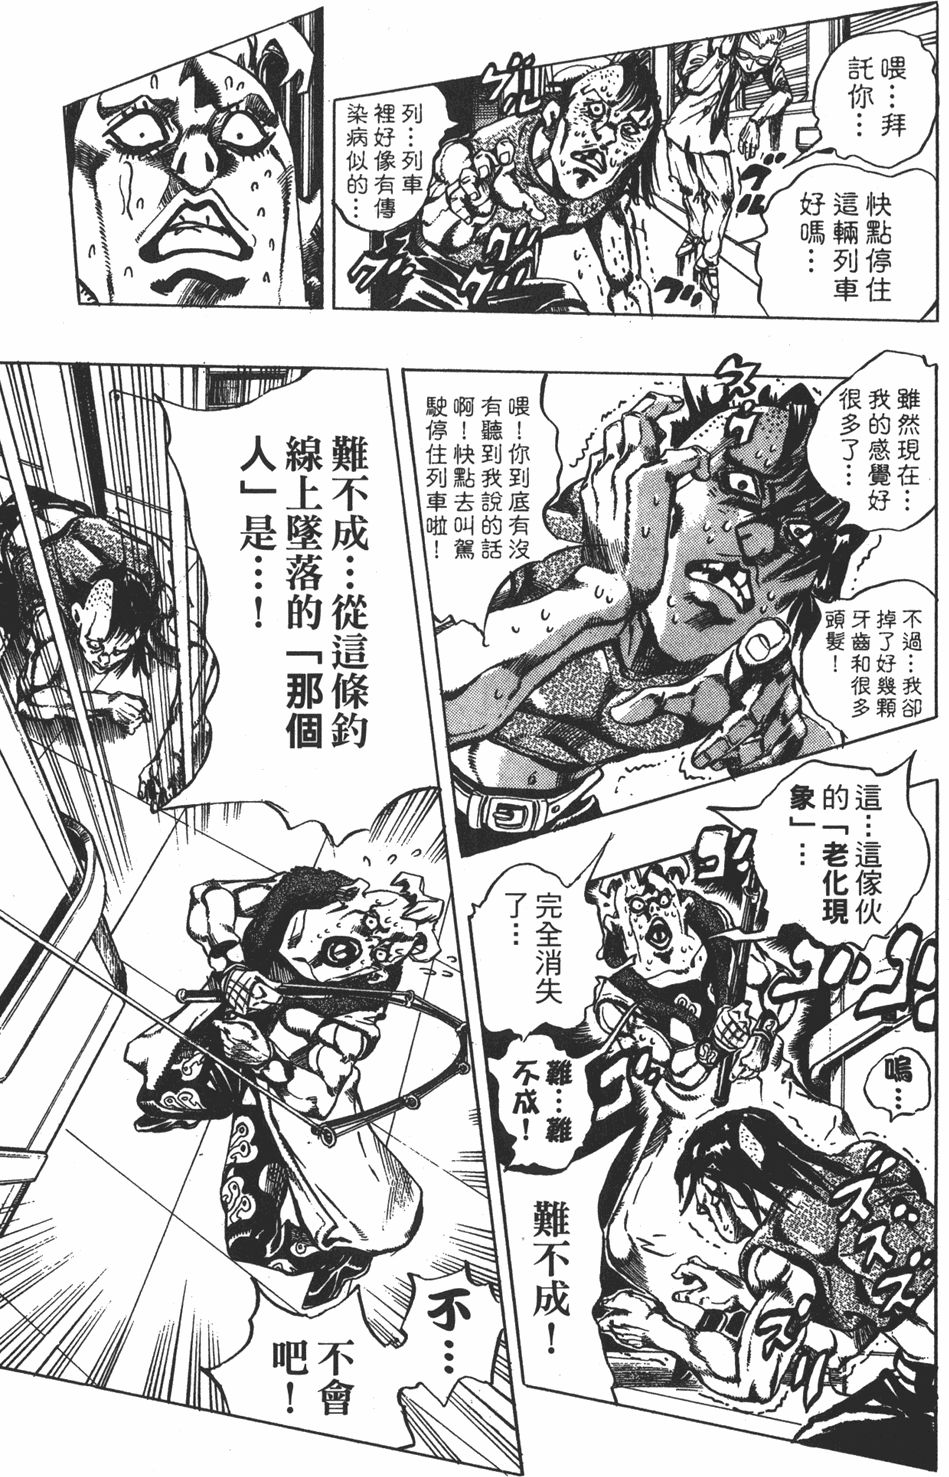 喂…拜
託你…
快點停住
這輛列車
好嗎…
列…列車
裡好像有傳
染病似的…
雖然現在…
我的感覺好
很多了…
不過…我卻
掉了好幾顆
牙齒和很多
頭髮！
喂！你到底有沒
有聽到我說的話
啊！快點去叫駕
駛停住列車啦！
這…這傢伙
的「老化現
象」…
完全消失
了…
嗚…
難…難
不成！
難不成！
難不成…從這條釣
線上墜落的「那個
人」是…！
不…
不會
吧！